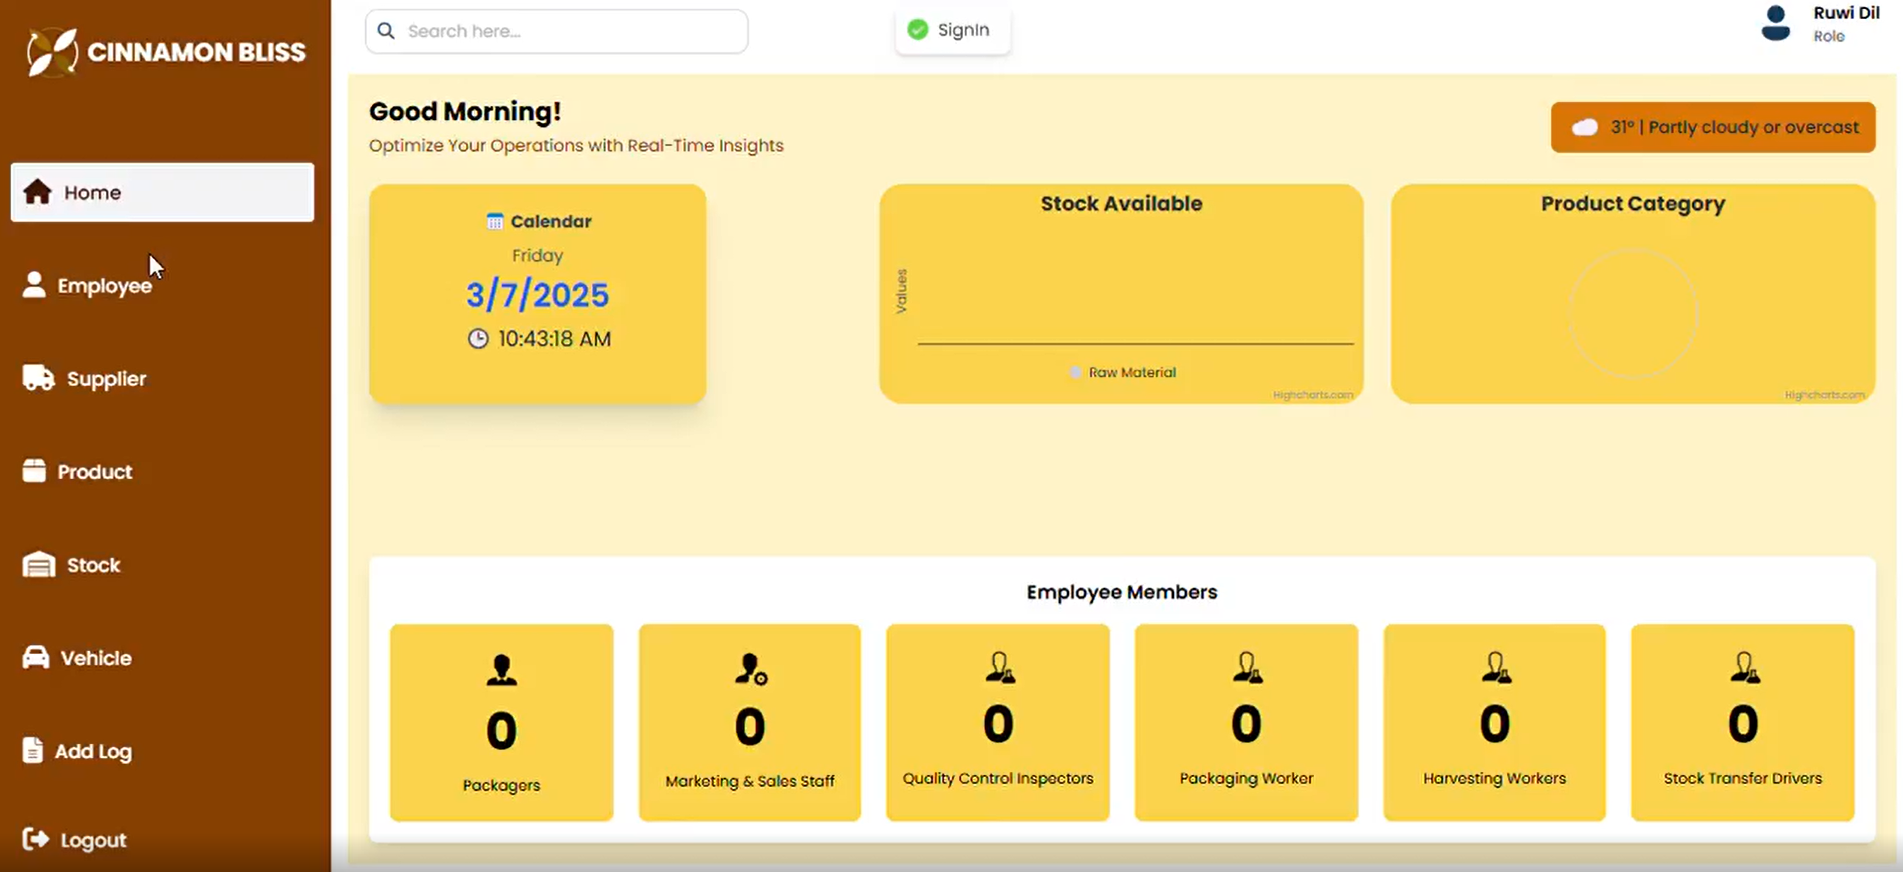 CINNAMON BLISS
Home
Employee
Supplier
Product
Stock
Vehicle
Add Log
Logout
Search here...
SignIn
Ruwi Dil
Role
Good Morning!
Optimize Your Operations with Real-Time Insights
31° | Partly cloudy or overcast
Calendar
Friday
3/7/2025
10:43:18 AM
Stock Available
Values
Raw Material
Highcharts.com
Product Category
Highcharts.com
Employee Members
0
Packagers
0
Marketing & Sales Staff
0
Quality Control Inspectors
0
Packaging Worker
0
Harvesting Workers
0
Stock Transfer Drivers